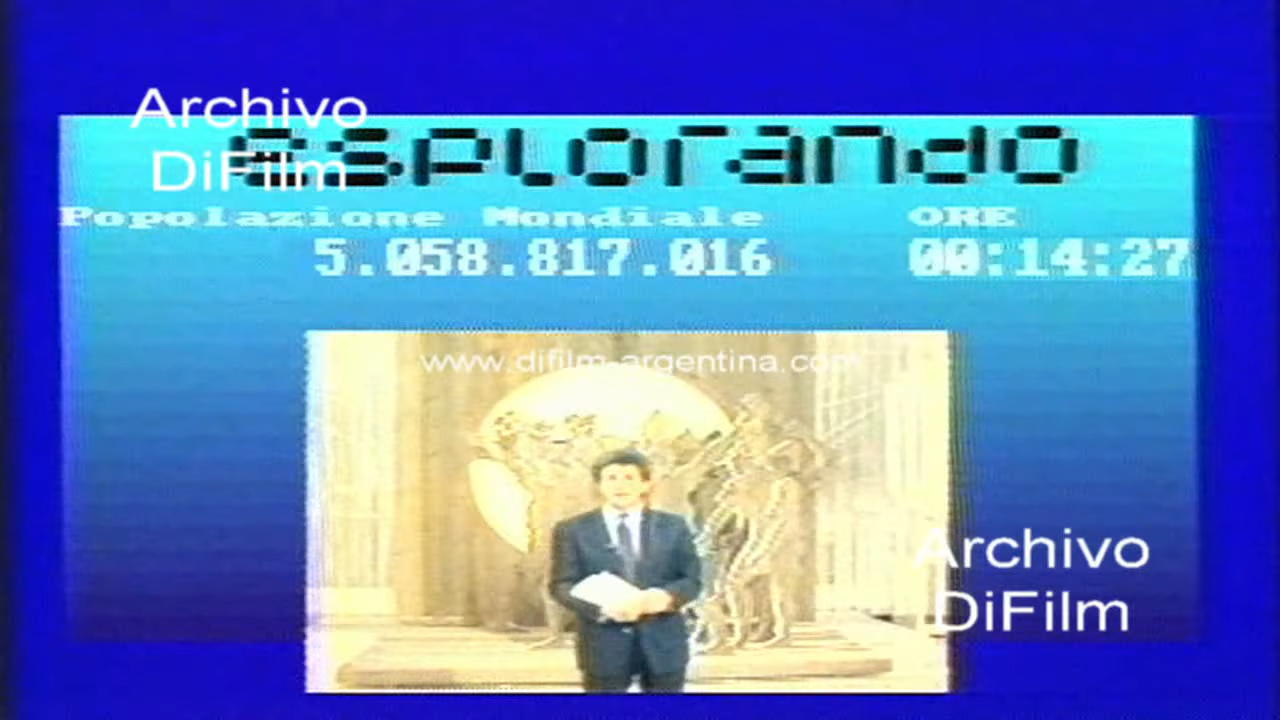 Archivo
DiFilm
esplorando
Popolazione Mondiale ORE
5.058.817.016 00:14:27
www.difilm-argentina.com
Archivo
DiFilm